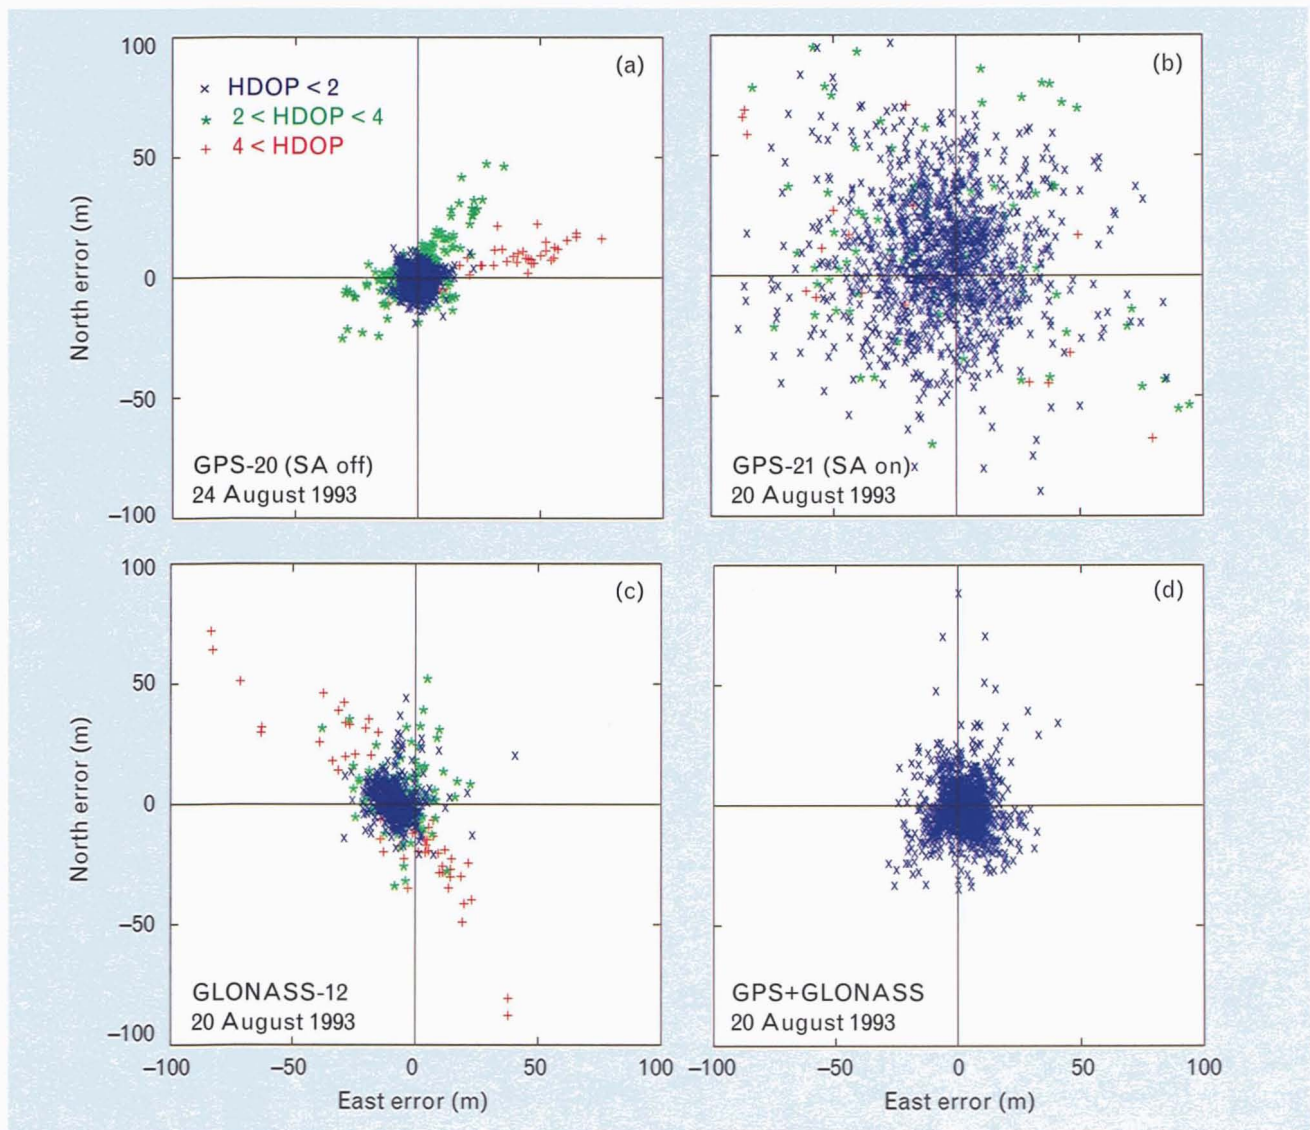 100
50
0
−50
−100
North error (m)
(a)
× HDOP < 2
* 2 < HDOP < 4
+ 4 < HDOP
GPS-20 (SA off)
24 August 1993
(b)
GPS-21 (SA on)
20 August 1993
100
50
0
−50
−100
North error (m)
(c)
GLONASS-12
20 August 1993
−100
−50
0
50
100
East error (m)
(d)
GPS+GLONASS
20 August 1993
−100
−50
0
50
100
East error (m)